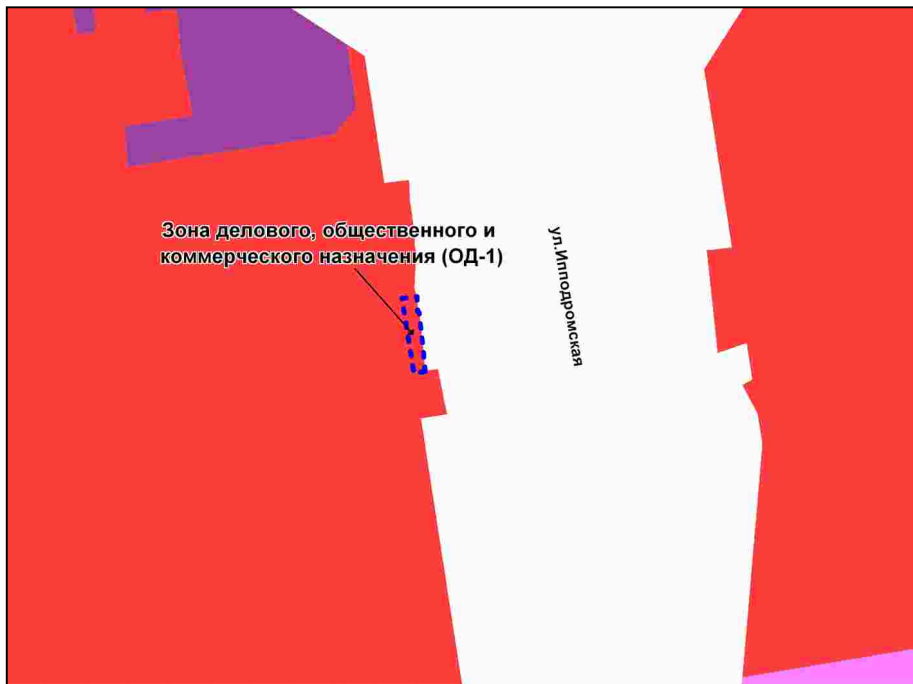 Зона делового, общественного и
коммерческого назначения (ОД-1)
ул.Ипподромская